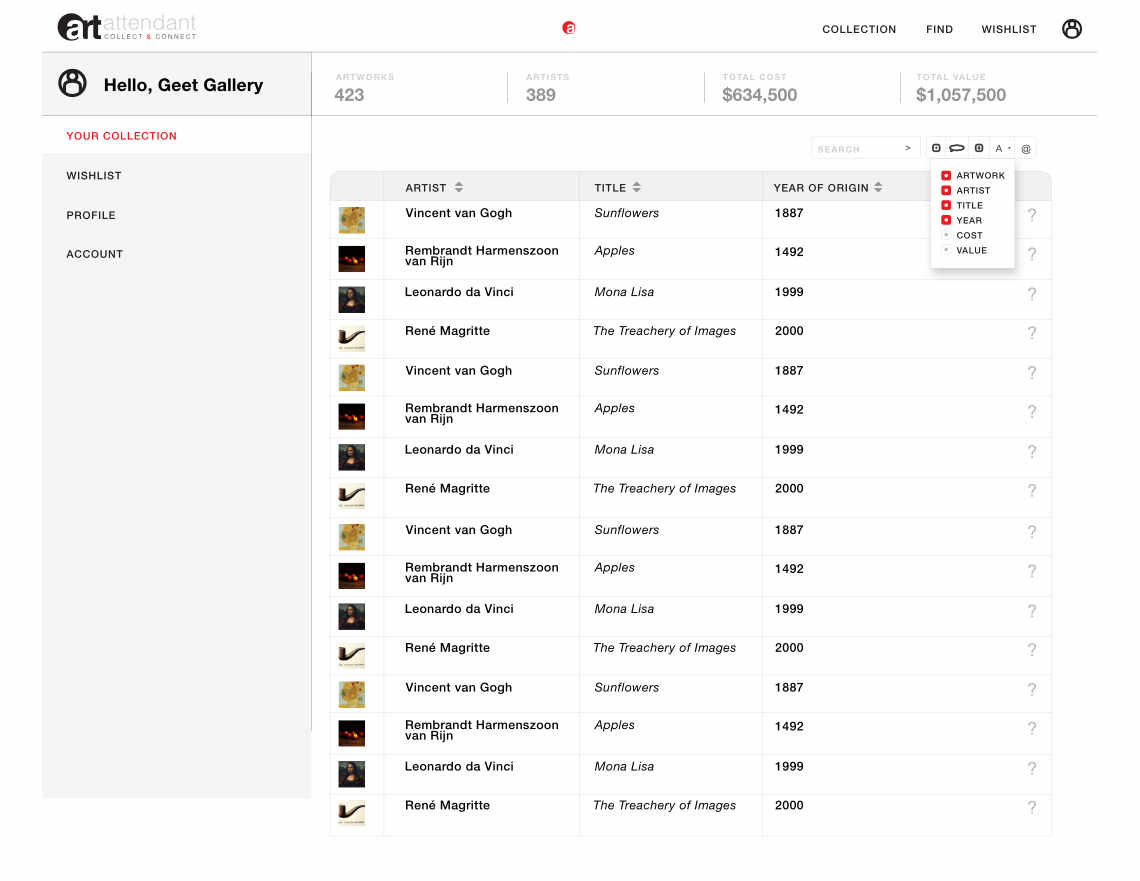 art attendant
COLLECT & CONNECT
a
COLLECTION FIND WISHLIST
Hello, Geet Gallery
ARTWORKS ARTISTS TOTAL COST TOTAL VALUE
423 389 $634,500 $1,057,500
YOUR COLLECTION
WISHLIST
PROFILE
ACCOUNT
SEARCH > A @
ARTWORK
ARTIST
TITLE
YEAR
COST
VALUE
ARTIST TITLE YEAR OF ORIGIN
Vincent van Gogh Sunflowers 1887 ?
Rembrandt Harmenszoon
van Rijn Apples 1492 ?
Leonardo da Vinci Mona Lisa 1999 ?
René Magritte The Treachery of Images 2000 ?
Vincent van Gogh Sunflowers 1887 ?
Rembrandt Harmenszoon
van Rijn Apples 1492 ?
Leonardo da Vinci Mona Lisa 1999 ?
René Magritte The Treachery of Images 2000 ?
Vincent van Gogh Sunflowers 1887 ?
Rembrandt Harmenszoon
van Rijn Apples 1492 ?
Leonardo da Vinci Mona Lisa 1999 ?
René Magritte The Treachery of Images 2000 ?
Vincent van Gogh Sunflowers 1887 ?
Rembrandt Harmenszoon
van Rijn Apples 1492 ?
Leonardo da Vinci Mona Lisa 1999 ?
René Magritte The Treachery of Images 2000 ?